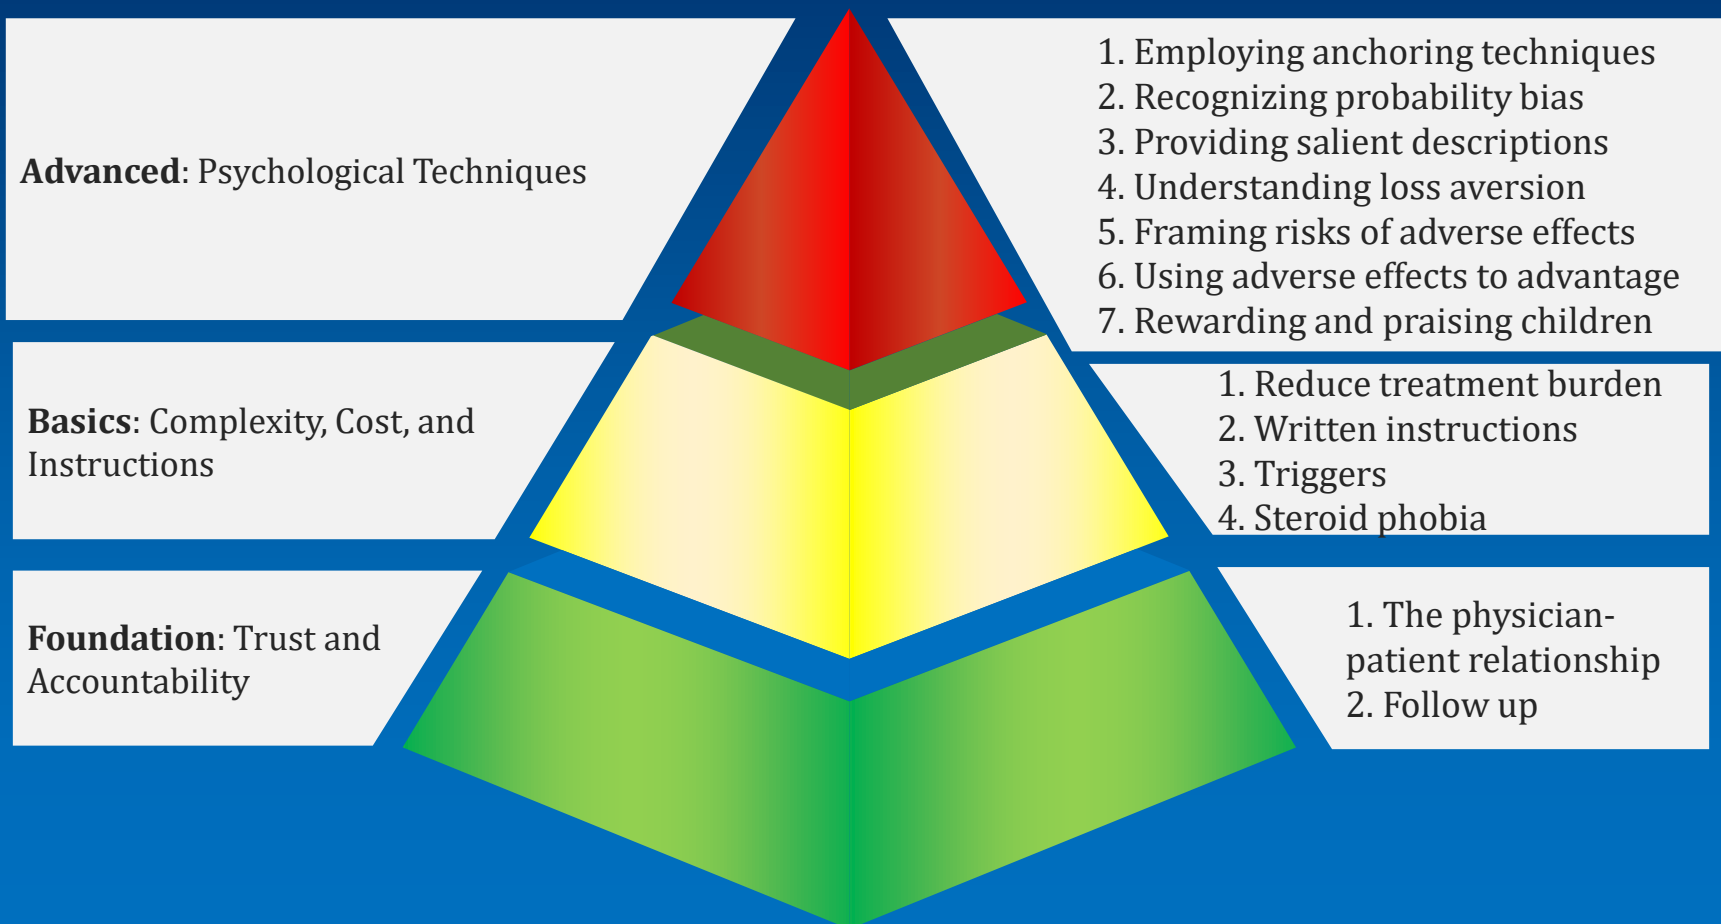 Advanced: Psychological Techniques
1. Employing anchoring techniques
2. Recognizing probability bias
3. Providing salient descriptions
4. Understanding loss aversion
5. Framing risks of adverse effects
6. Using adverse effects to advantage
7. Rewarding and praising children
Basics: Complexity, Cost, and
Instructions
1. Reduce treatment burden
2. Written instructions
3. Triggers
4. Steroid phobia
Foundation: Trust and
Accountability
1. The physician-
patient relationship
2. Follow up